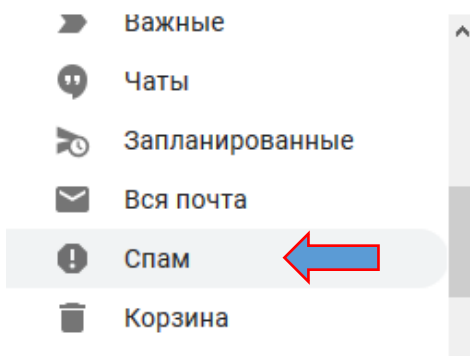 Важные
Чаты
Запланированные
Вся почта
Спам
Корзина